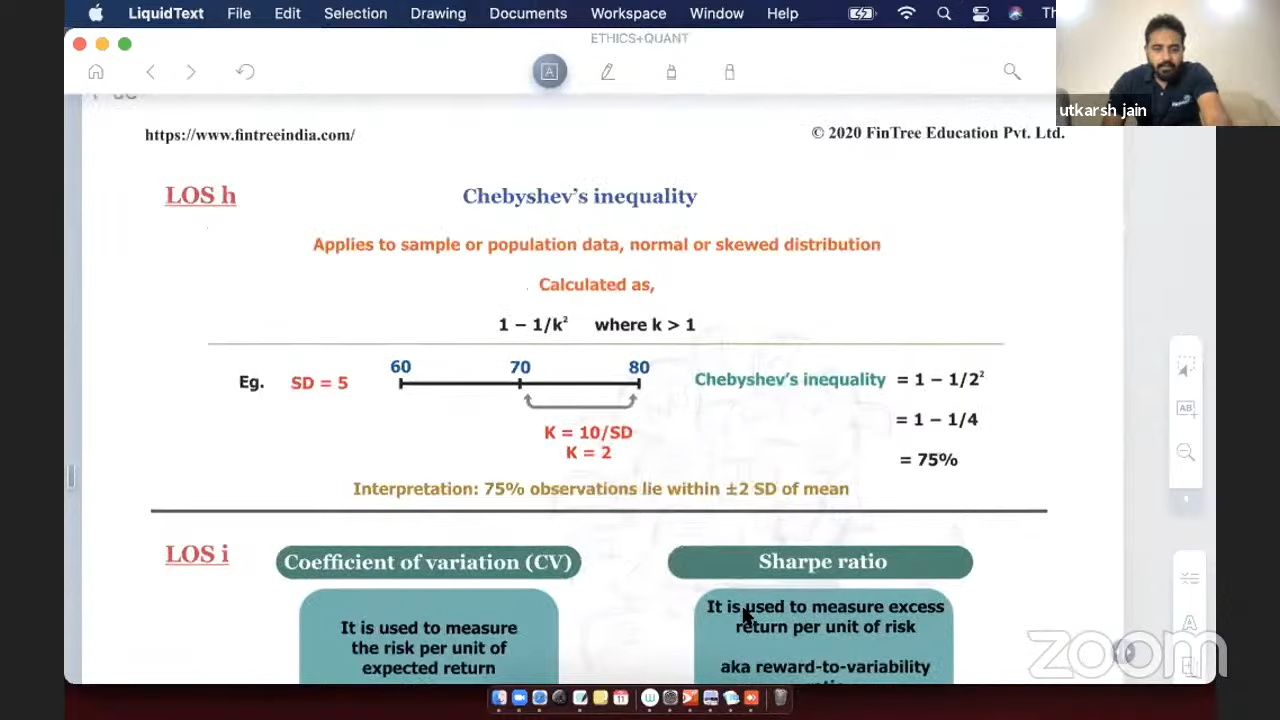 LiquidText File Edit Selection Drawing Documents Workspace Window Help
ETHICS+QUANT
utkarsh jain
https://www.fintreeindia.com/ © 2020 FinTree Education Pvt. Ltd.
LOS h Chebyshev's inequality
Applies to sample or population data, normal or skewed distribution
Calculated as,
1 − 1/k² where k > 1
60 70 80
Eg. SD = 5 Chebyshev's inequality = 1 − 1/2²
= 1 − 1/4
K = 10/SD
K = 2
= 75%
Interpretation: 75% observations lie within ±2 SD of mean
LOS i Coefficient of variation (CV) Sharpe ratio
It is used to measure
the risk per unit of
expected return
It is used to measure excess
return per unit of risk
aka reward-to-variability
zoom